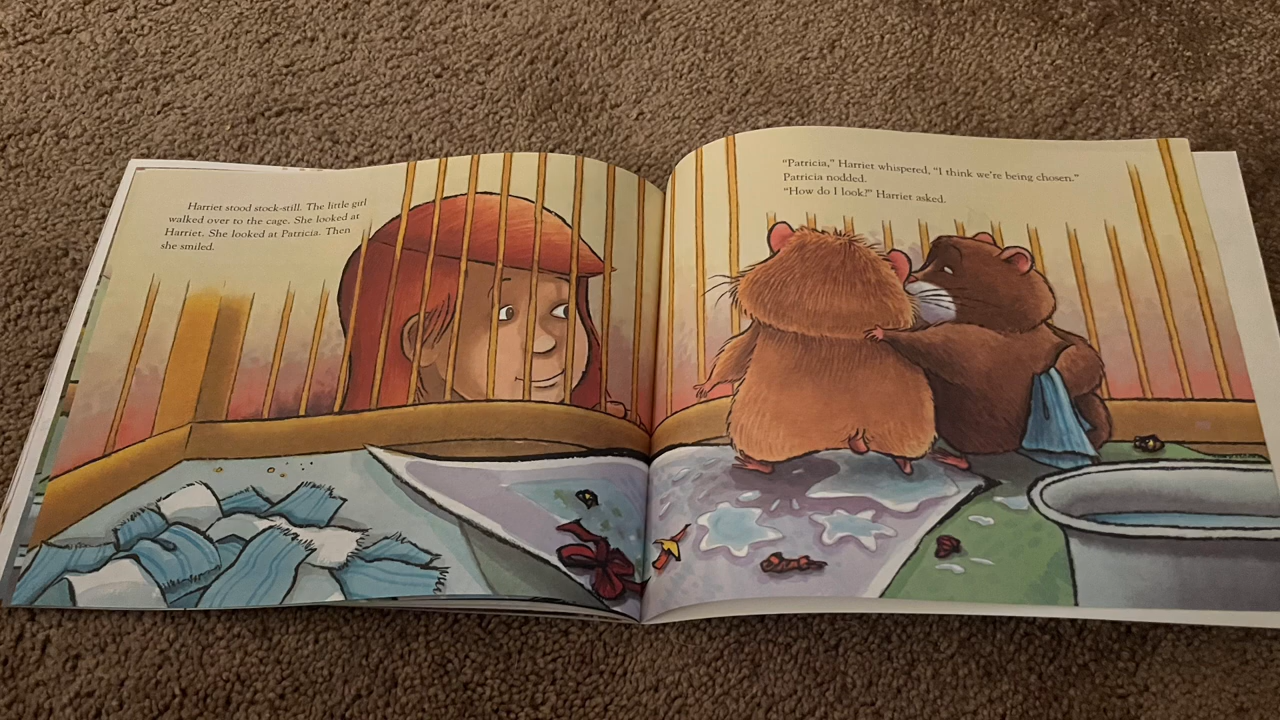 Harriet stood stock-still. The little girl
walked over to the cage. She looked at
Harriet. She looked at Patricia. Then
she smiled.
“Patricia,” Harriet whispered, “I think we’re being chosen.”
Patricia nodded.
“How do I look?” Harriet asked.